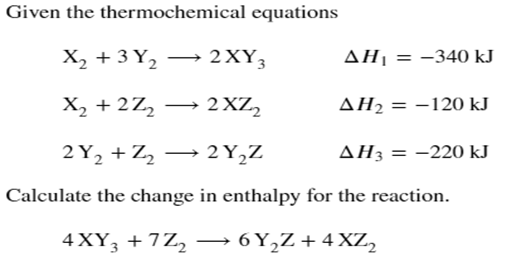 Given the thermochemical equations
X₂ + 3 Y₂ ⟶ 2 XY₃ ΔH₁ = −340 kJ
X₂ + 2 Z₂ ⟶ 2 XZ₂ ΔH₂ = −120 kJ
2 Y₂ + Z₂ ⟶ 2 Y₂Z ΔH₃ = −220 kJ
Calculate the change in enthalpy for the reaction.
4 XY₃ + 7 Z₂ ⟶ 6 Y₂Z + 4 XZ₂